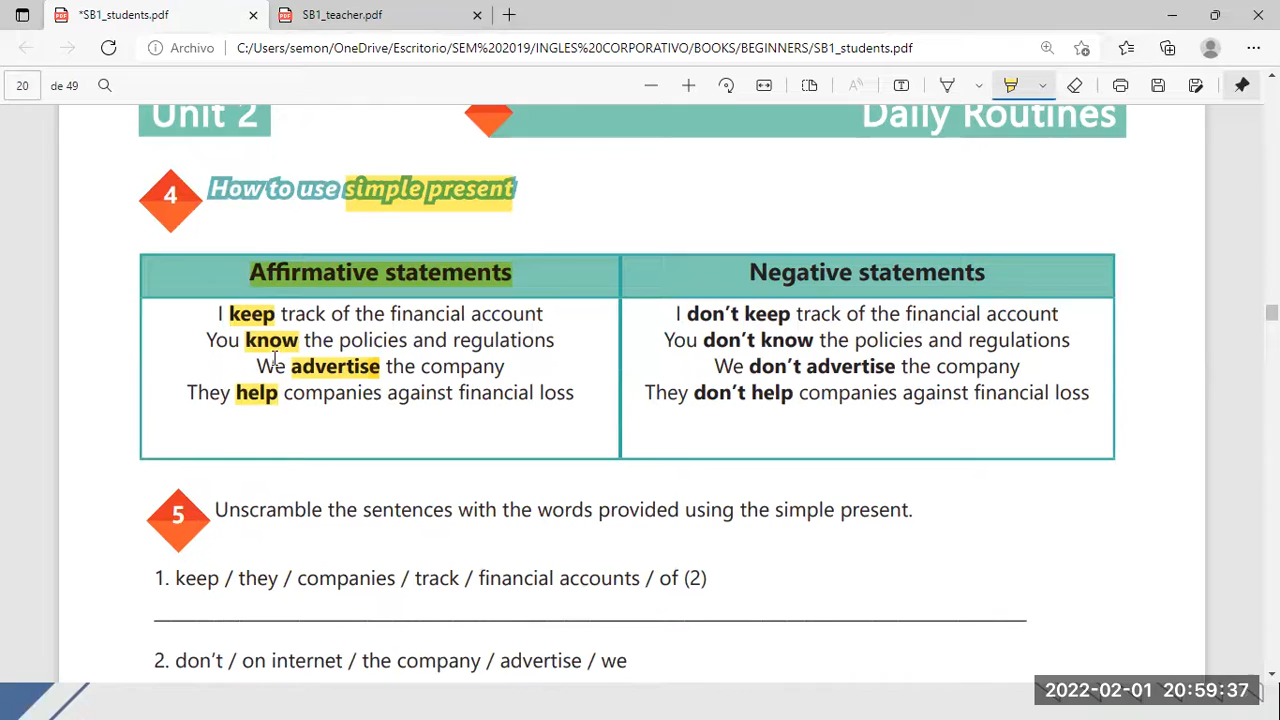 *SB1_students.pdf
SB1_teacher.pdf
Archivo
C:/Users/semon/OneDrive/Escritorio/SEM%202019/INGLES%20CORPORATIVO/BOOKS/BEGINNERS/SB1_students.pdf
20 de 49
Unit 2
Daily Routines
4 How to use simple present
Affirmative statements
I keep track of the financial account
You know the policies and regulations
We advertise the company
They help companies against financial loss
Negative statements
I don't keep track of the financial account
You don't know the policies and regulations
We don't advertise the company
They don't help companies against financial loss
5 Unscramble the sentences with the words provided using the simple present.
1. keep / they / companies / track / financial accounts / of (2)
2. don't / on internet / the company / advertise / we
2022-02-01 20:59:37